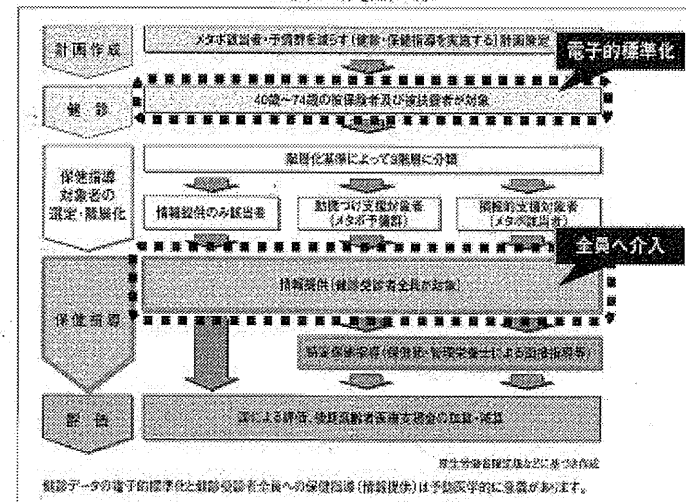 計画作成
メタボ該当者・予備群を減らす(健診・保健指導を実施する)計画策定
電子的標準化
健診
40歳～74歳の被保険者及び被扶養者が対象
保健指導
対象者の
選定・階層化
階層化基準によって3階層に分類
情報提供のみ該当者
動機づけ支援対象者
(メタボ予備群)
積極的支援対象者
(メタボ該当者)
全員へ介入
保健指導
情報提供(健診受診者全員が対象)
特定保健指導(保健師・管理栄養士による面接指導等)
評価
国による評価、後期高齢者医療支援金の加算・減算
厚生労働省確定版などに基づき作成
健診データの電子的標準化と健診受診者全員への保健指導(情報提供)は予防医学的に意義があります。